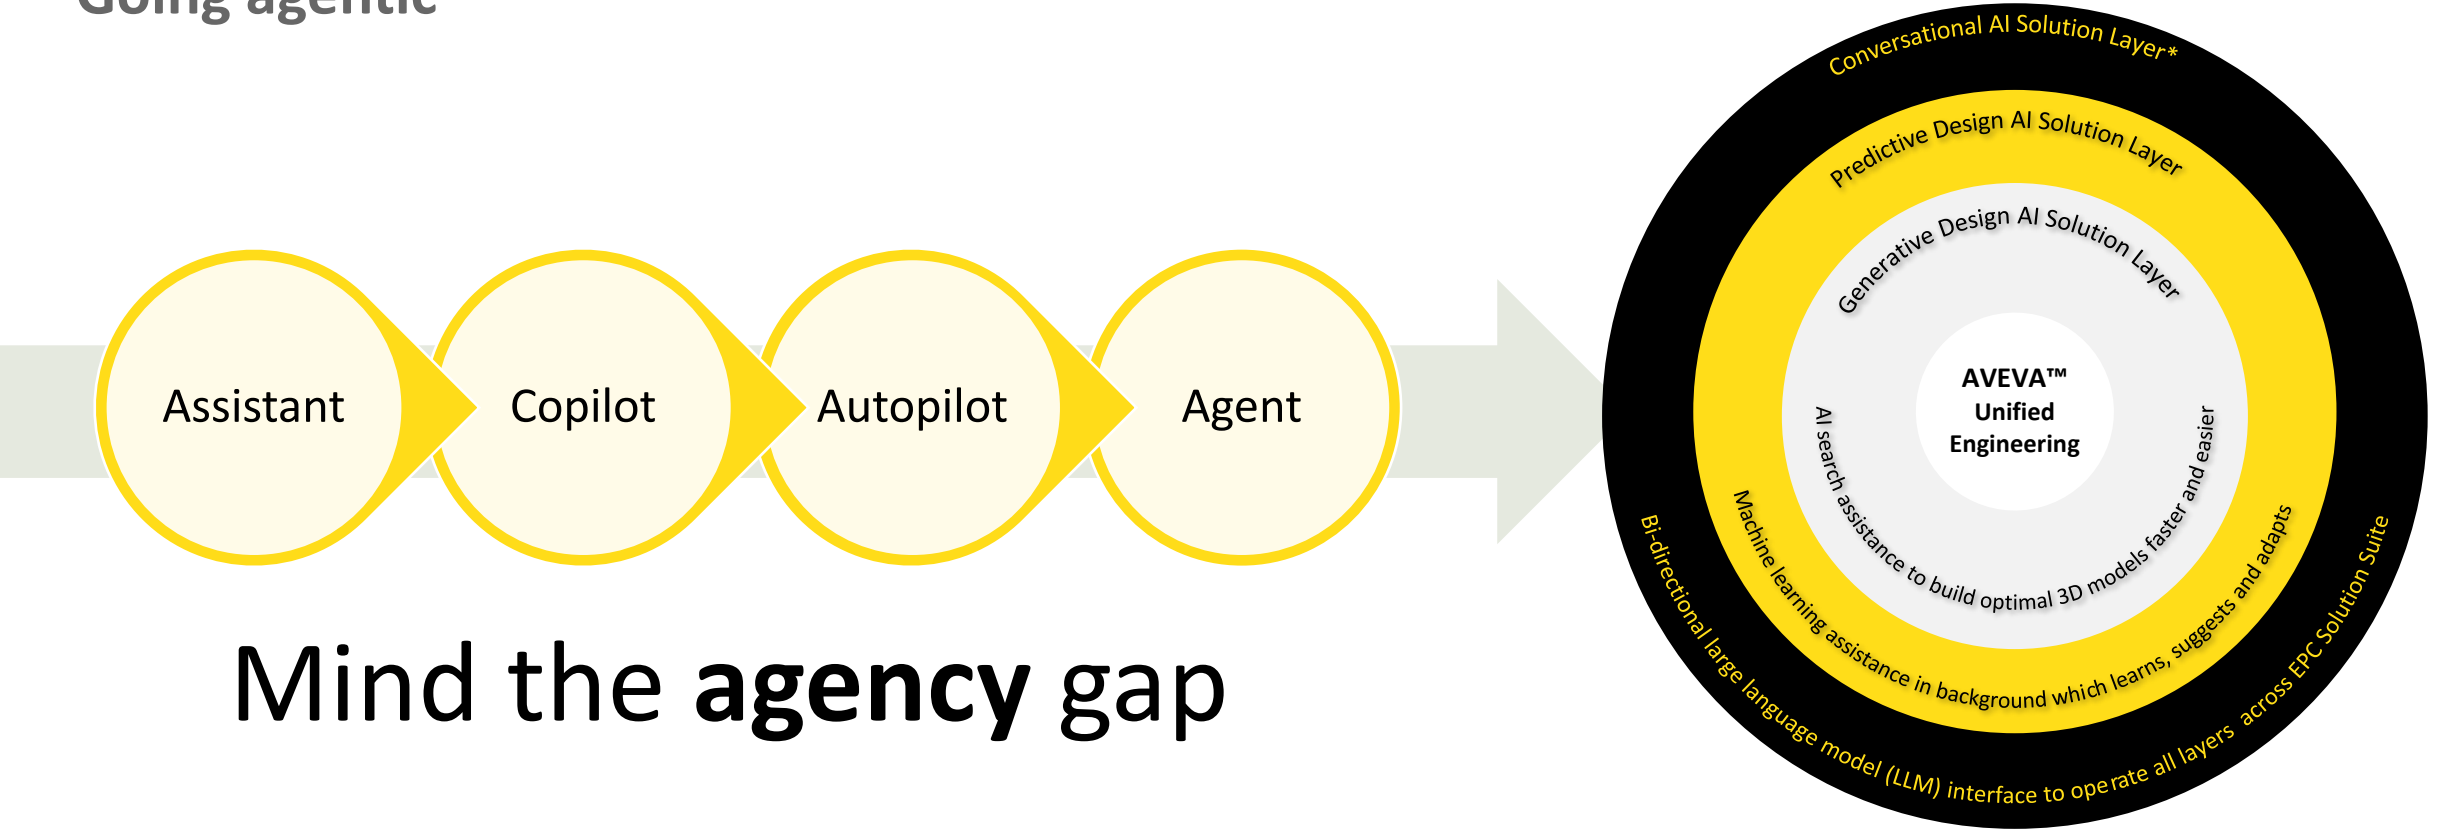 Going agentic
Assistant
Copilot
Autopilot
Agent
Mind the agency gap
Conversational AI Solution Layer*
Predictive Design AI Solution Layer
Generative Design AI Solution Layer
AVEVA™
Unified
Engineering
AI search assistance to build optimal 3D models faster and easier
Machine learning assistance in background which learns, suggests and adapts
Bi-directional large language model (LLM) interface to operate all layers across EPC Solution Suite